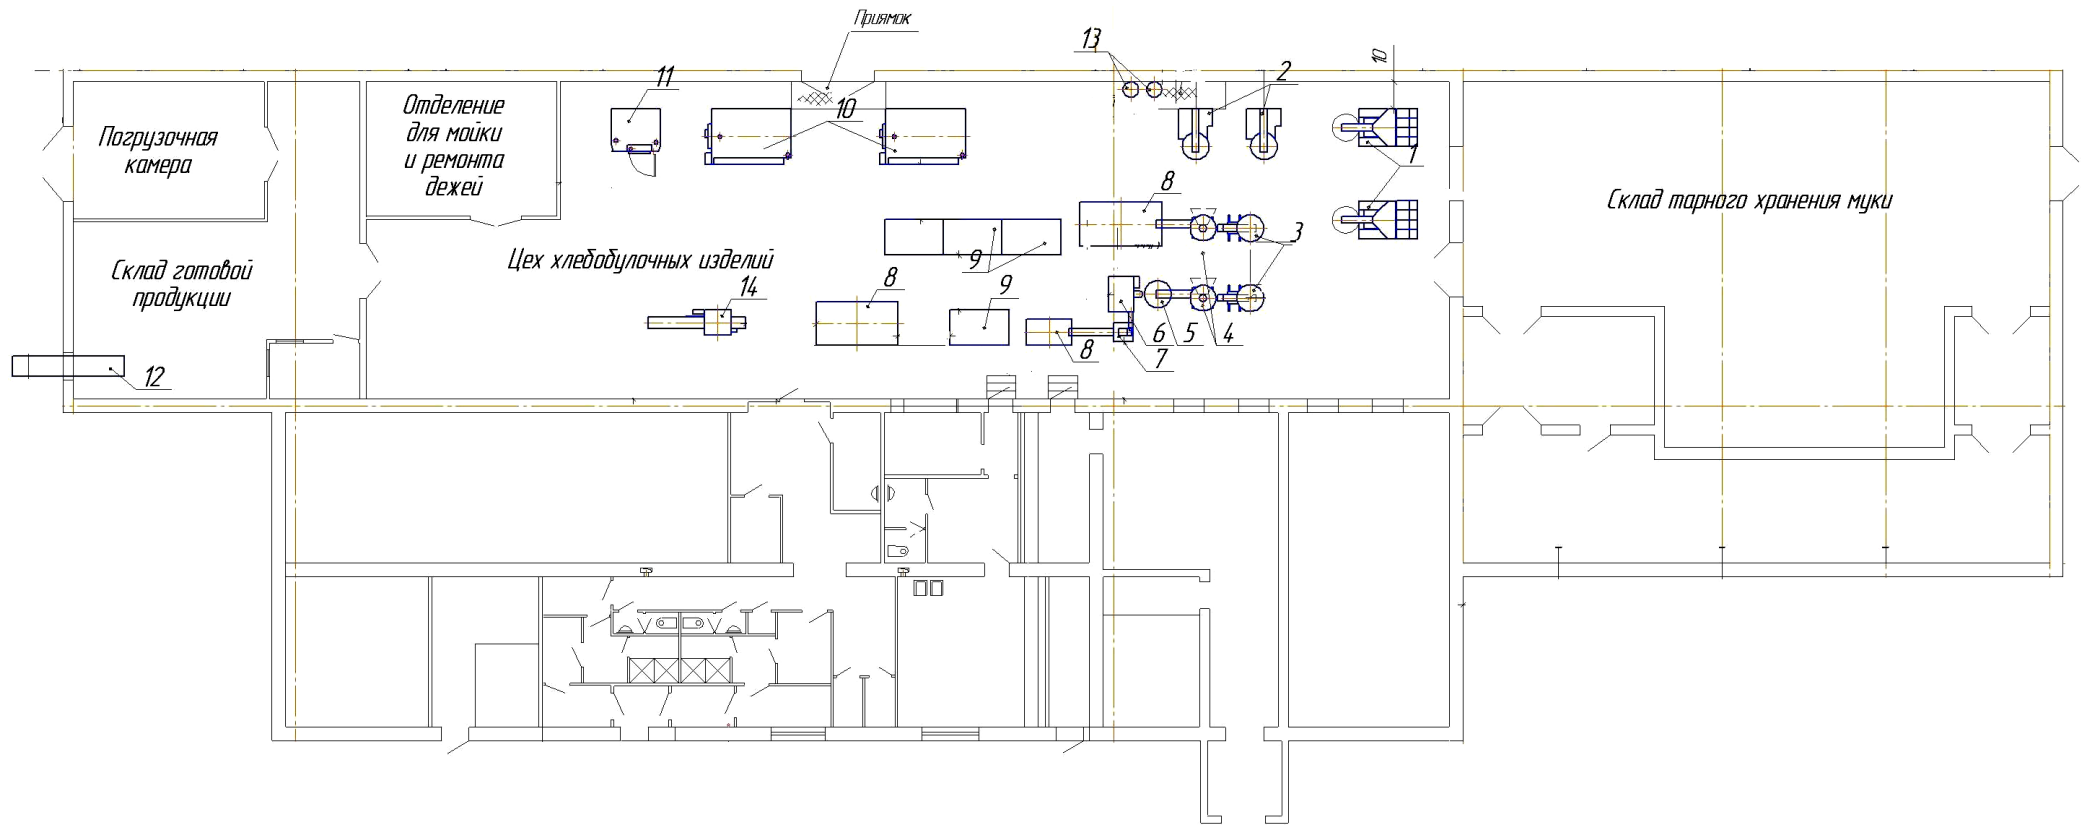 Приямок
13
2
10
11
10
1
Погрузочная
камера
Отделение
для мойки
и ремонта
дежей
8
Склад тарного хранения муки
3
9
Цех хлебобулочных изделий
Склад готовой
продукции
14
8
9
6
5
4
8
7
12